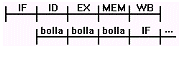 IF ID EX MEM WB
bolla bolla bolla IF ...